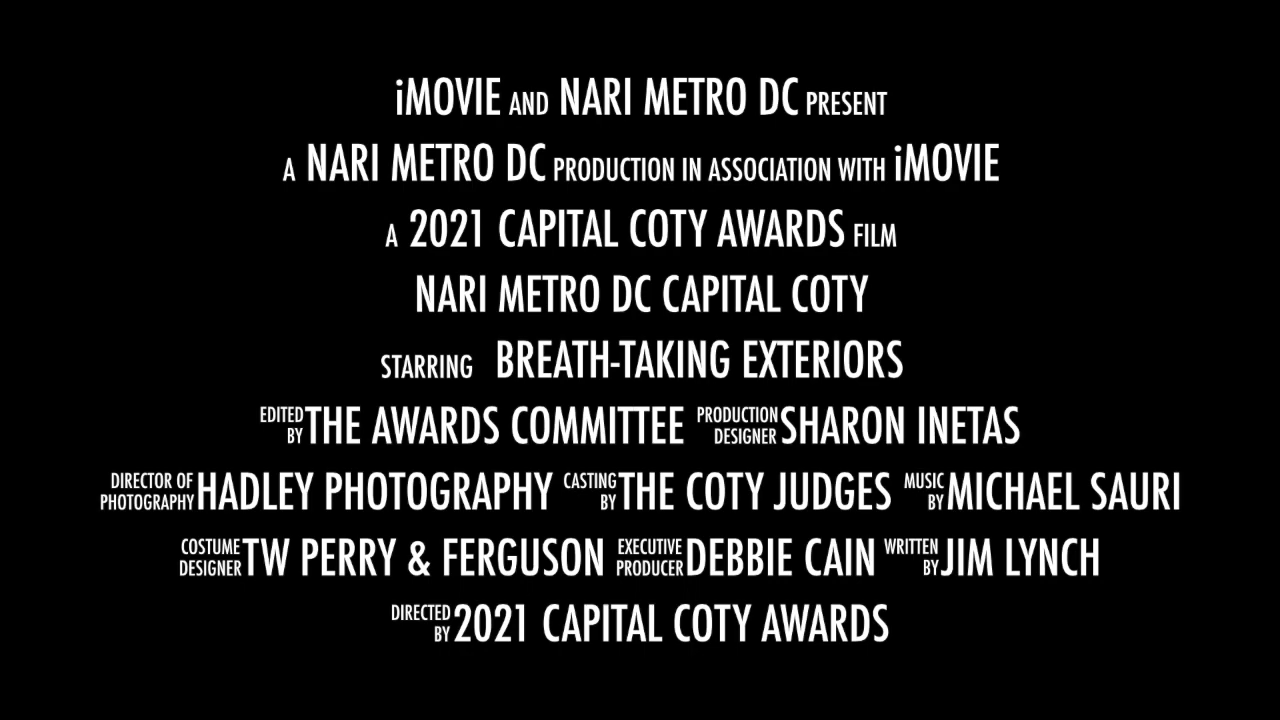 iMOVIE AND NARI METRO DC PRESENT
A NARI METRO DC PRODUCTION IN ASSOCIATION WITH iMOVIE
A 2021 CAPITAL COTY AWARDS FILM
NARI METRO DC CAPITAL COTY
STARRING BREATH-TAKING EXTERIORS
EDITED BY THE AWARDS COMMITTEE PRODUCTION DESIGNER SHARON INETAS
DIRECTOR OF PHOTOGRAPHY HADLEY PHOTOGRAPHY CASTING BY THE COTY JUDGES MUSIC BY MICHAEL SAURI
COSTUME DESIGNER TW PERRY & FERGUSON EXECUTIVE PRODUCER DEBBIE CAIN WRITTEN BY JIM LYNCH
DIRECTED BY 2021 CAPITAL COTY AWARDS